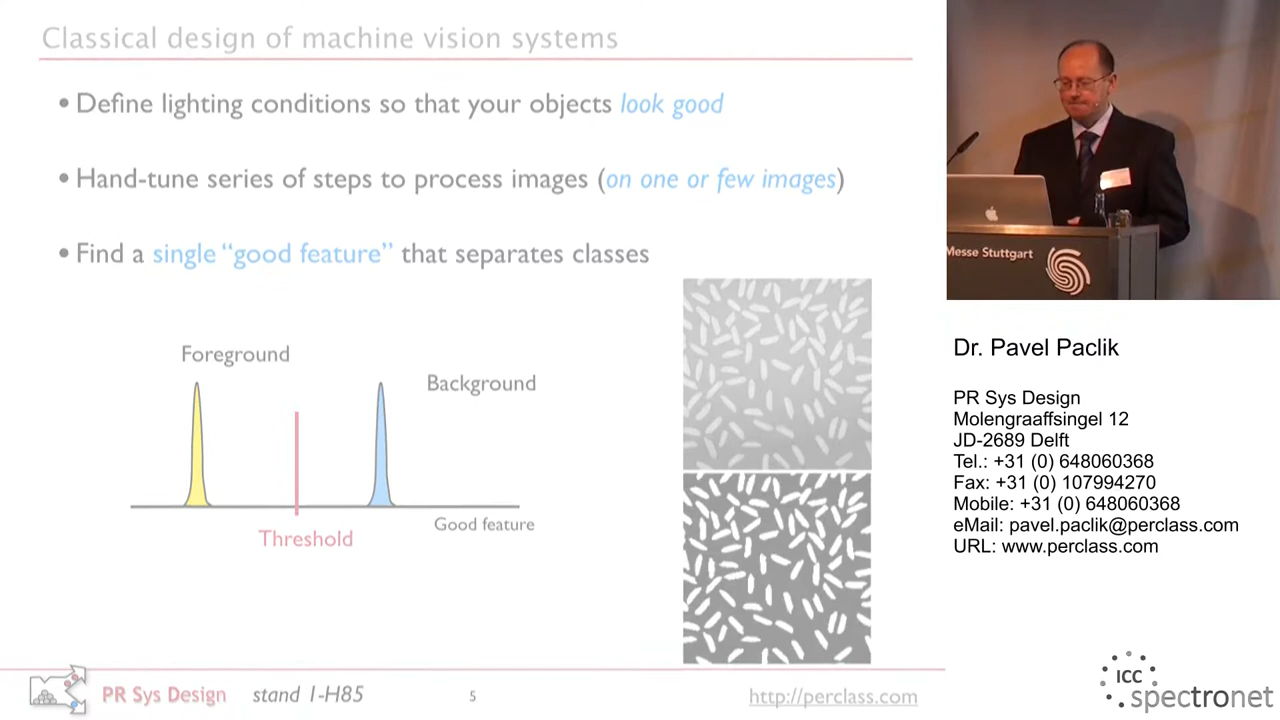 Classical design of machine vision systems
• Define lighting conditions so that your objects look good
• Hand-tune series of steps to process images (on one or few images)
• Find a single “good feature” that separates classes
Foreground
Background
Good feature
Threshold
PR Sys Design stand 1-H85
5
http://perclass.com
Messe Stuttgart
Dr. Pavel Paclik
PR Sys Design
Molengraaffsingel 12
JD-2689 Delft
Tel.: +31 (0) 648060368
Fax: +31 (0) 107994270
Mobile: +31 (0) 648060368
eMail: pavel.paclik@perclass.com
URL: www.perclass.com
ICC
spectronet